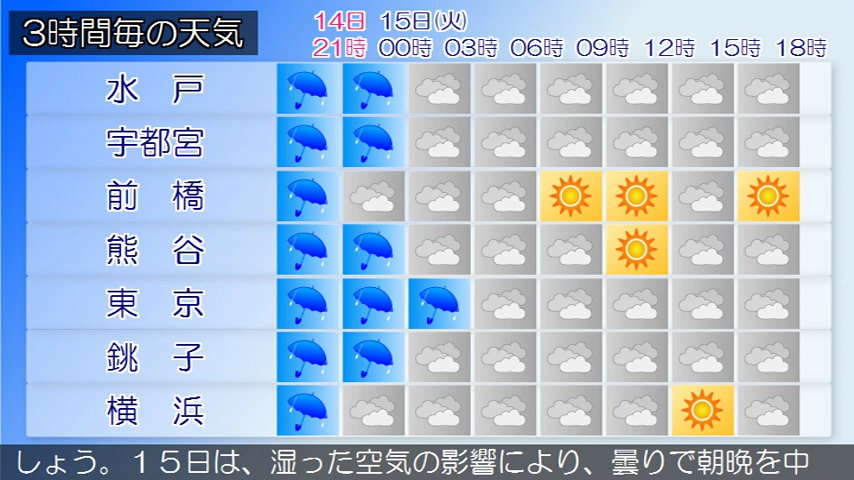 3時間毎の天気
14日 15日(火)
21時 00時 03時 06時 09時 12時 15時 18時
水戸
宇都宮
前橋
熊谷
東京
銚子
横浜
しょう。15日は、湿った空気の影響により、曇りで朝晩を中